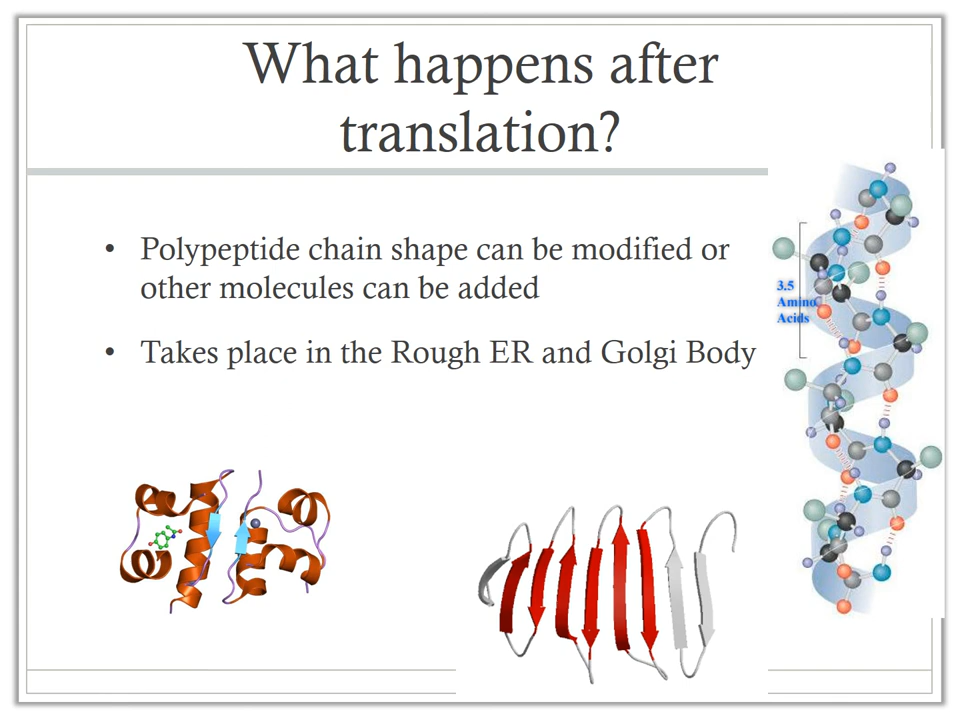 What happens after
translation?
• Polypeptide chain shape can be modified or
other molecules can be added
• Takes place in the Rough ER and Golgi Body
3.5
Amino
Acids